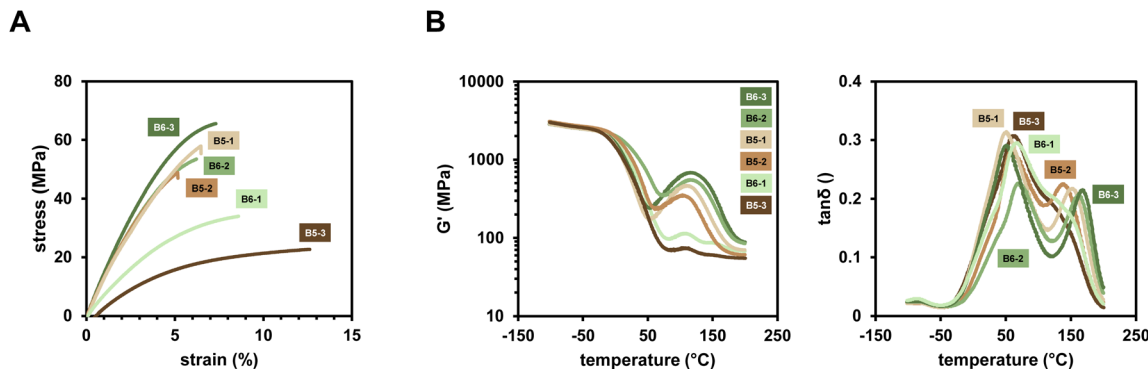 A
B
80
60
40
20
0
0
5
10
15
stress (MPa)
strain (%)
B6-3
B5-1
B6-2
B5-2
B6-1
B5-3
10000
1000
100
10
-150
-50
50
150
250
G' (MPa)
temperature (°C)
B6-3
B6-2
B5-1
B5-2
B6-1
B5-3
0.4
0.3
0.2
0.1
0
-150
-50
50
150
250
tanδ ()
temperature (°C)
B5-1
B5-3
B6-1
B5-2
B6-3
B6-2